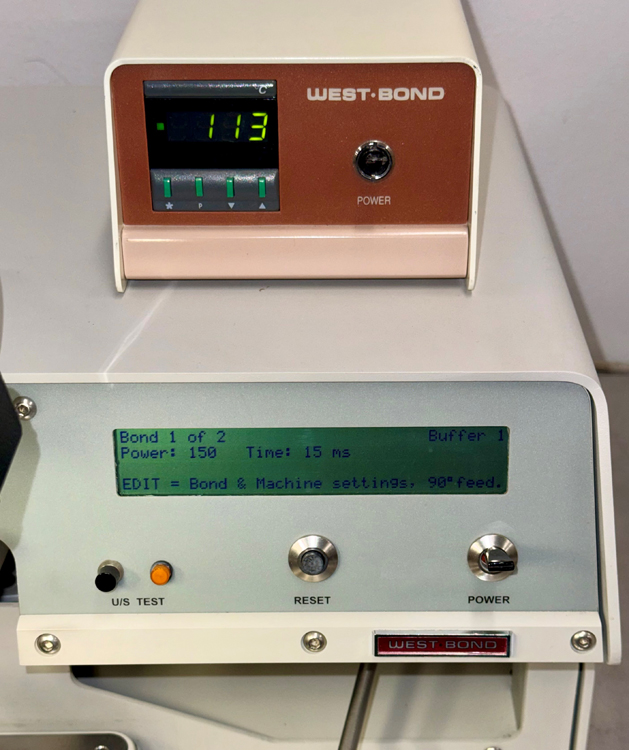 °C
113
WEST·BOND
* P ▼ ▲
POWER
Bond 1 of 2 Buffer 1
Power: 150 Time: 15 ms
EDIT = Bond & Machine settings, 90° feed.
U/S TEST
RESET
POWER
WEST·BOND